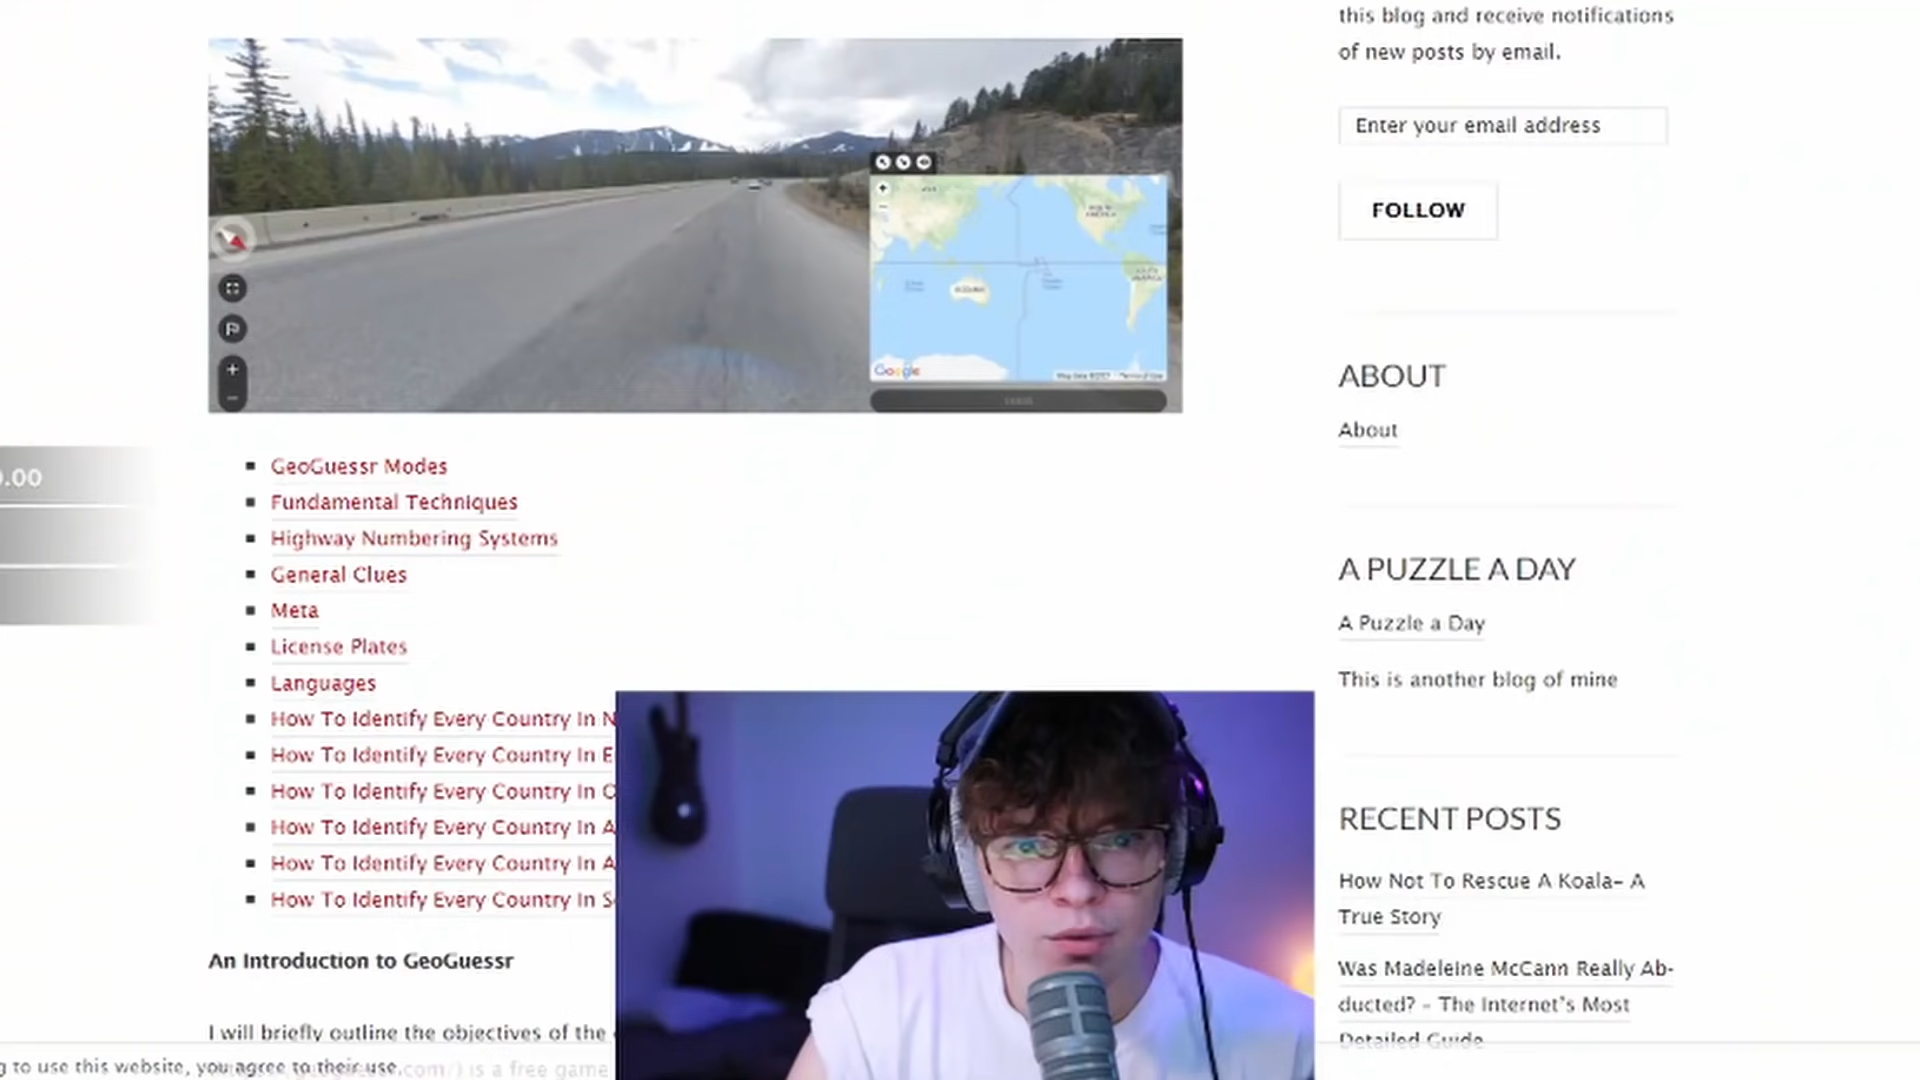 this blog and receive notifications
of new posts by email.
Enter your email address
FOLLOW
Google
GeoGuessr Modes
Fundamental Techniques
Highway Numbering Systems
General Clues
Meta
License Plates
Languages
How To Identify Every Country In N
How To Identify Every Country In E
How To Identify Every Country In O
How To Identify Every Country In A
How To Identify Every Country In A
How To Identify Every Country In S
An Introduction to GeoGuessr
I will briefly outline the objectives of the
is a free game
g to use this website, you agree to their use.
.00
ABOUT
About
A PUZZLE A DAY
A Puzzle a Day
This is another blog of mine
RECENT POSTS
How Not To Rescue A Koala– A
True Story
Was Madeleine McCann Really Ab-
ducted? – The Internet's Most
Detailed Guide